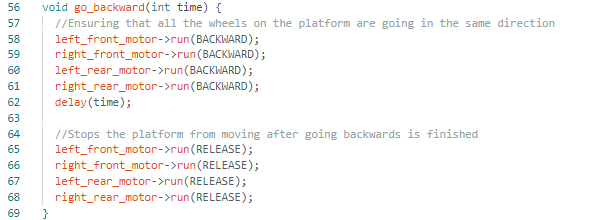 56 void go_backward(int time) {
57   //Ensuring that all the wheels on the platform are going in the same direction
58   left_front_motor->run(BACKWARD);
59   right_front_motor->run(BACKWARD);
60   left_rear_motor->run(BACKWARD);
61   right_rear_motor->run(BACKWARD);
62   delay(time);
63
64   //Stops the platform from moving after going backwards is finished
65   left_front_motor->run(RELEASE);
66   right_front_motor->run(RELEASE);
67   left_rear_motor->run(RELEASE);
68   right_rear_motor->run(RELEASE);
69 }